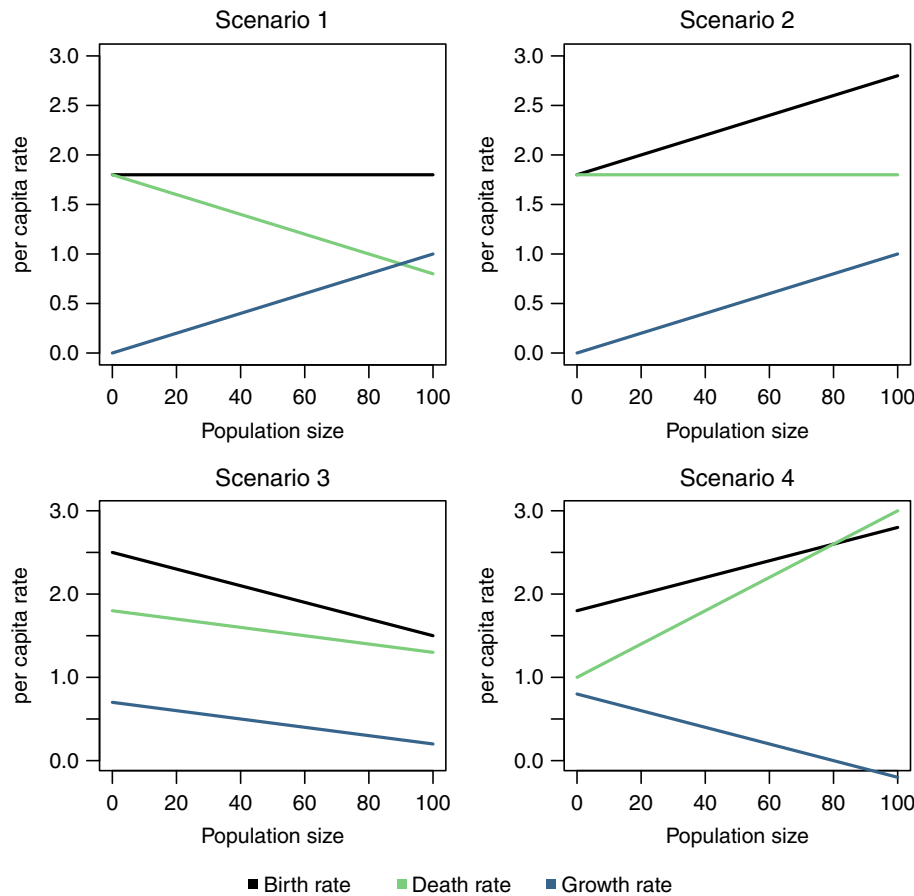 Scenario 1
3.0
2.5
2.0
1.5
1.0
0.5
0.0
per capita rate
0 20 40 60 80 100
Population size
Scenario 2
3.0
2.5
2.0
1.5
1.0
0.5
0.0
per capita rate
0 20 40 60 80 100
Population size
Scenario 3
3.0
2.0
1.0
0.0
per capita rate
0 20 40 60 80 100
Population size
Scenario 4
3.0
2.0
1.0
0.0
per capita rate
0 20 40 60 80 100
Population size
Birth rate Death rate Growth rate